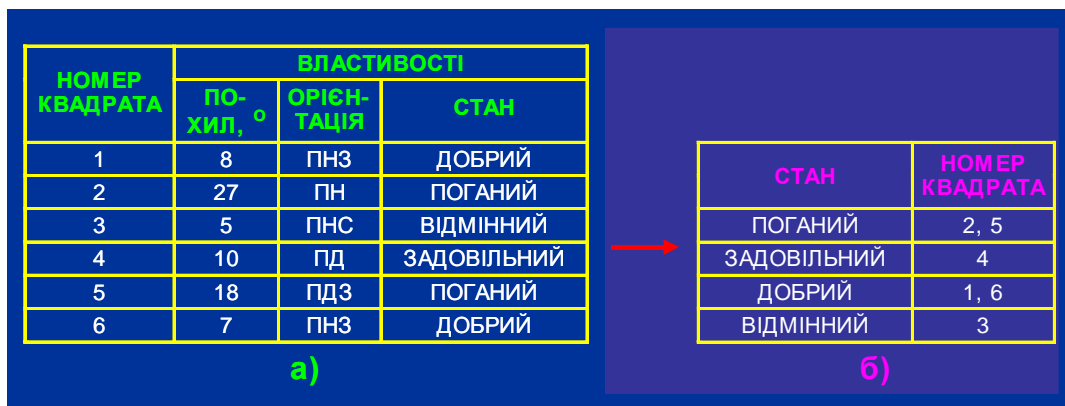 НОМЕР КВАДРАТА ВЛАСТИВОСТІ
ПО-ХИЛ, О ОРІЄН-ТАЦІЯ СТАН
1 8 ПНЗ ДОБРИЙ
2 27 ПН ПОГАНИЙ
3 5 ПНС ВІДМІННИЙ
4 10 ПД ЗАДОВІЛЬНИЙ
5 18 ПДЗ ПОГАНИЙ
6 7 ПНЗ ДОБРИЙ
а)
СТАН НОМЕР КВАДРАТА
ПОГАНИЙ 2, 5
ЗАДОВІЛЬНИЙ 4
ДОБРИЙ 1, 6
ВІДМІННИЙ 3
б)